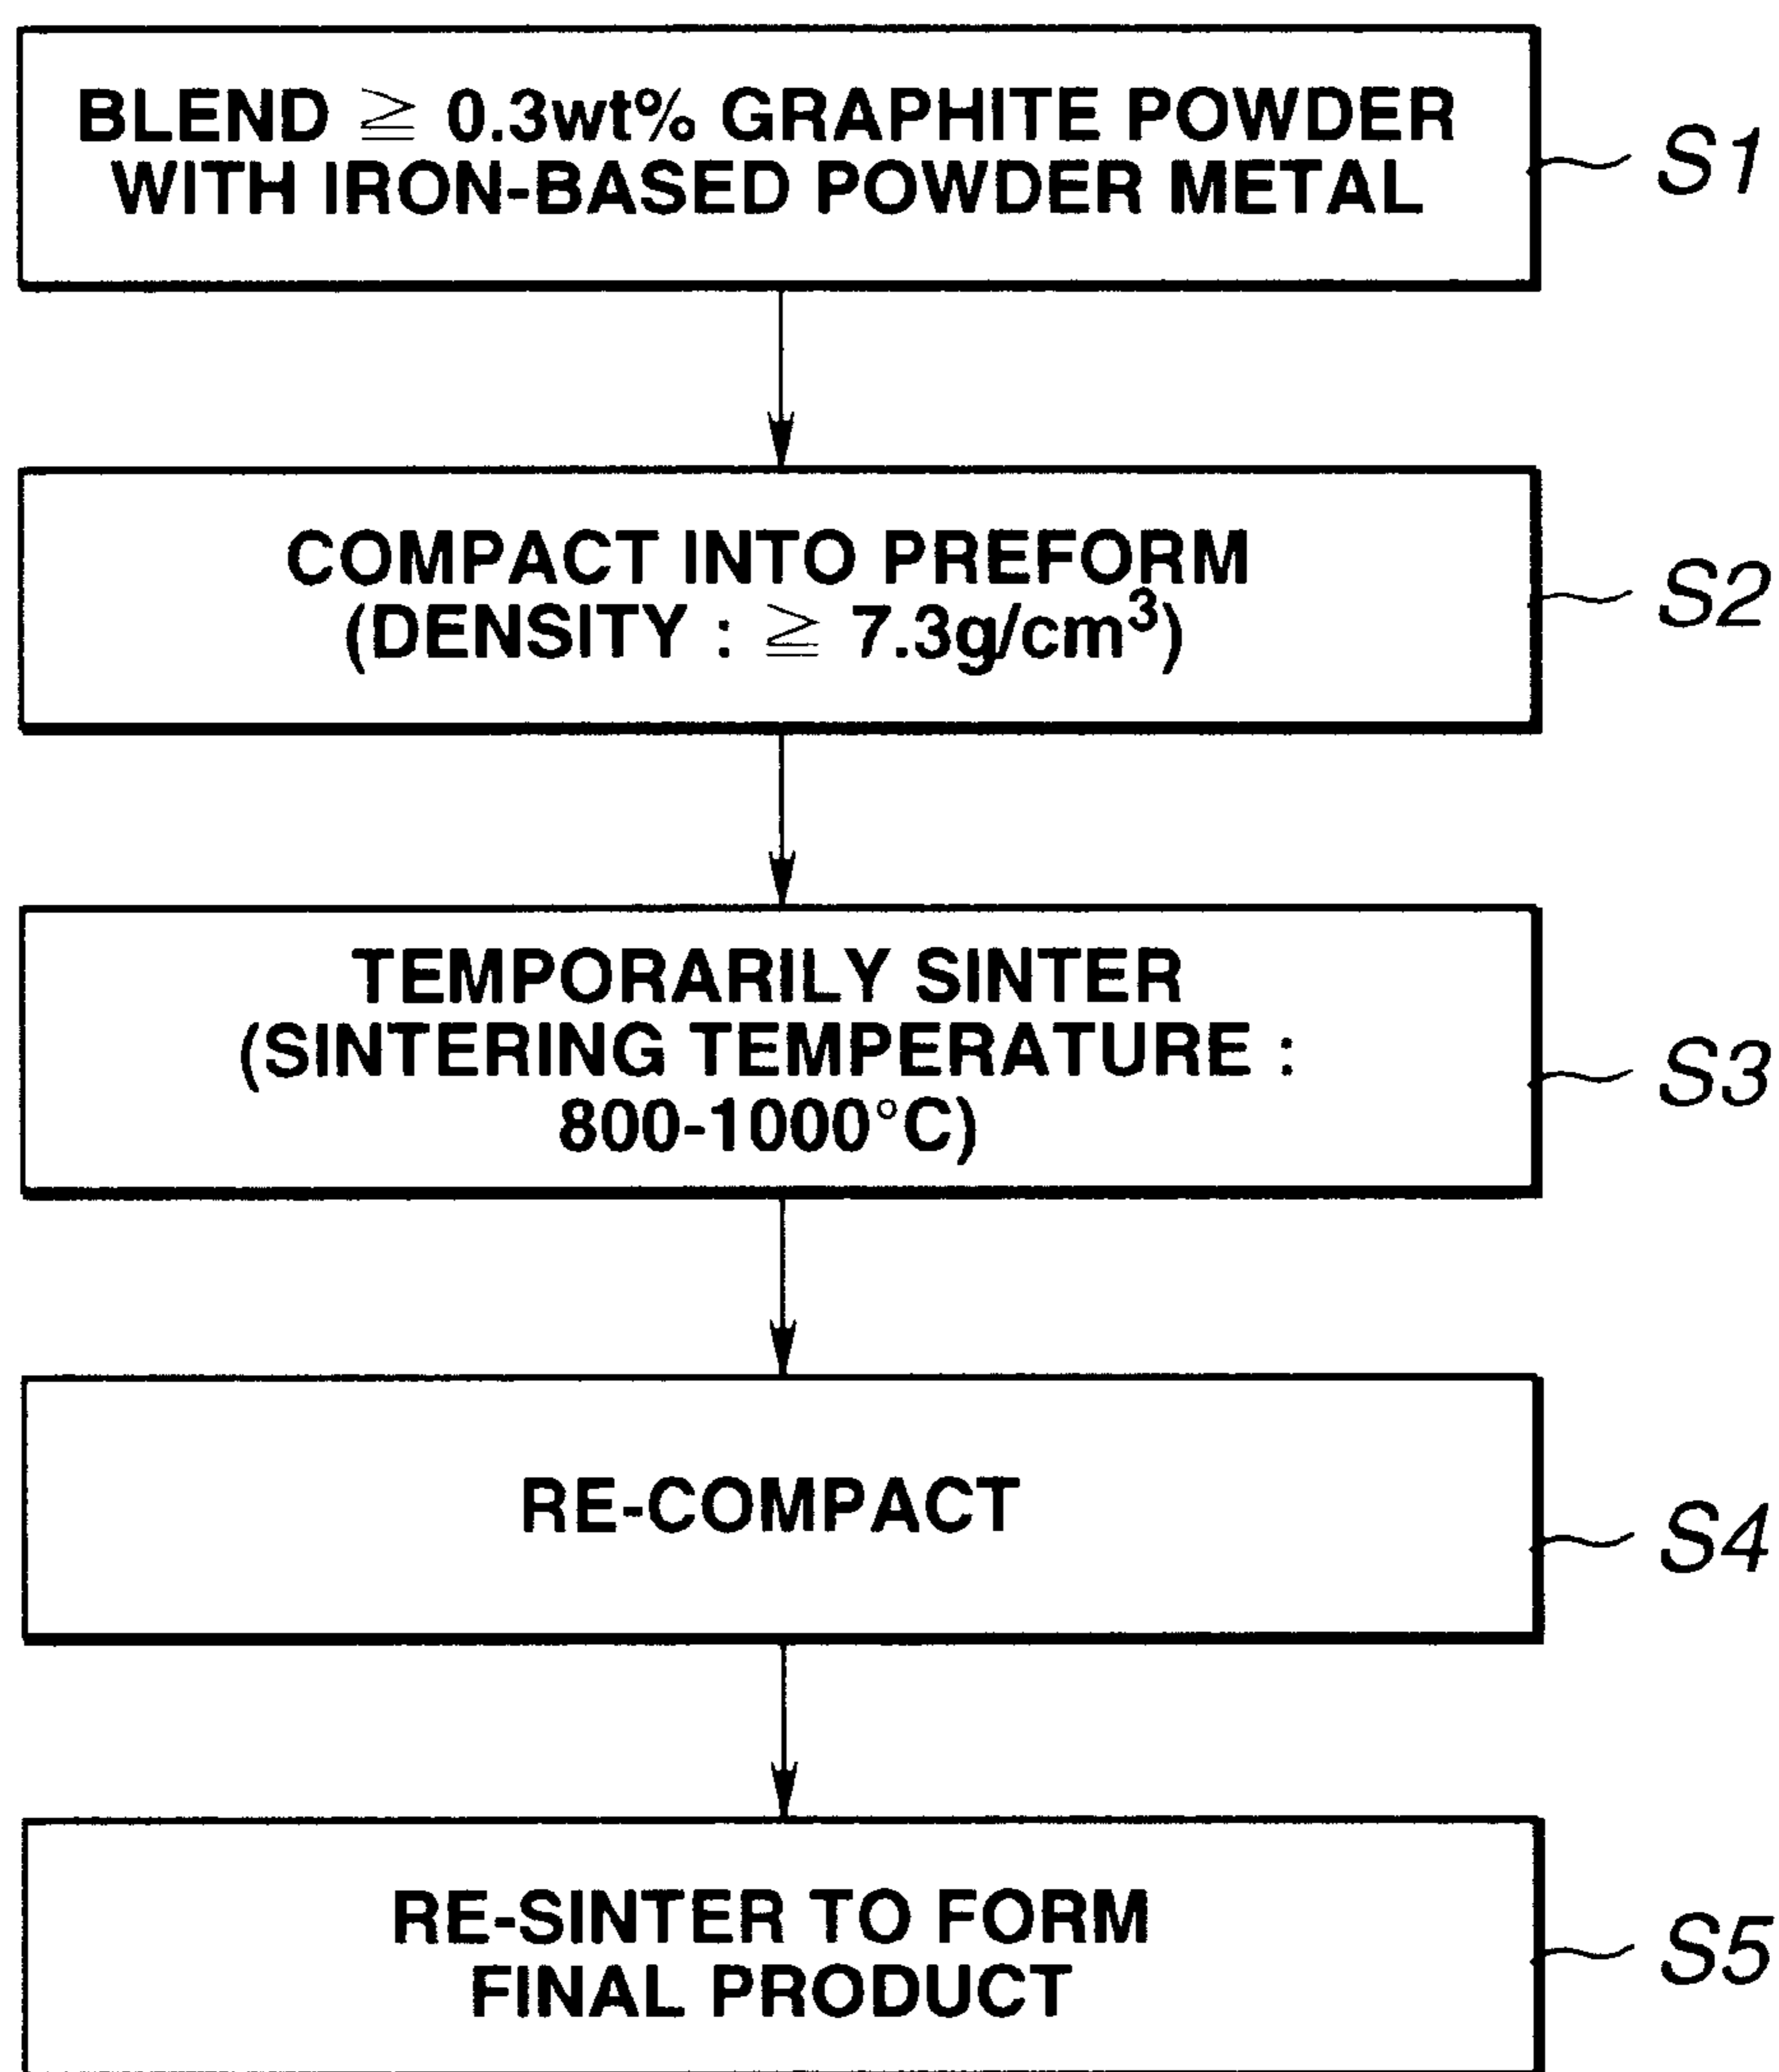 BLEND ≧ 0.3wt% GRAPHITE POWDER
WITH IRON-BASED POWDER METAL
S1
COMPACT INTO PREFORM
(DENSITY : ≧ 7.3g/cm³)
S2
TEMPORARILY SINTER
(SINTERING TEMPERATURE :
800-1000°C)
S3
RE-COMPACT
S4
RE-SINTER TO FORM
FINAL PRODUCT
S5